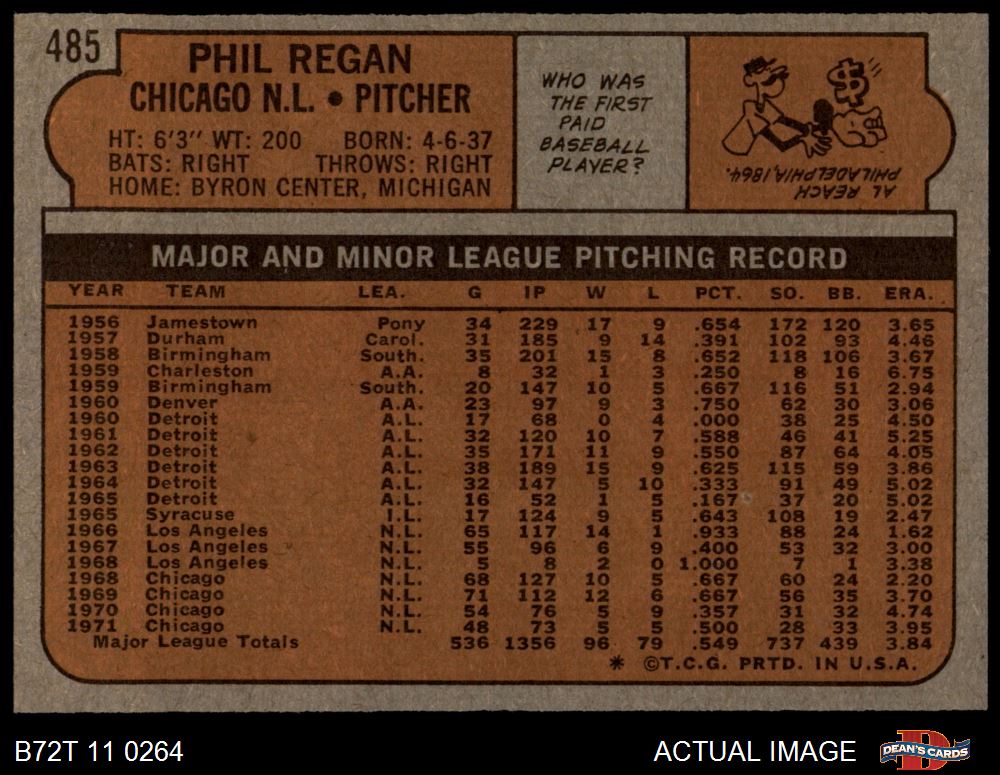 485
PHIL REGAN
CHICAGO N.L. • PITCHER
HT: 6'3" WT: 200 BORN: 4-6-37
BATS: RIGHT THROWS: RIGHT
HOME: BYRON CENTER, MICHIGAN
WHO WAS
THE FIRST
PAID
BASEBALL
PLAYER?
$
AL REACH
PHILADELPHIA, 1864.
MAJOR AND MINOR LEAGUE PITCHING RECORD
YEAR TEAM LEA. G IP W L PCT. SO. BB. ERA.
1956 Jamestown Pony 34 229 17 9 .654 172 120 3.65
1957 Durham Carol. 31 185 9 14 .391 102 93 4.46
1958 Birmingham South. 35 201 15 8 .652 118 106 3.67
1959 Charleston A.A. 8 32 1 3 .250 8 16 6.75
1959 Birmingham South. 20 147 10 5 .667 116 51 2.94
1960 Denver A.A. 23 97 9 3 .750 62 30 3.06
1960 Detroit A.L. 17 68 0 4 .000 38 25 4.50
1961 Detroit A.L. 32 120 10 7 .588 46 41 5.25
1962 Detroit A.L. 35 171 11 9 .550 87 64 4.05
1963 Detroit A.L. 38 189 15 9 .625 115 59 3.86
1964 Detroit A.L. 32 147 5 10 .333 91 49 5.02
1965 Detroit A.L. 16 52 1 5 .167 37 20 5.02
1965 Syracuse I.L. 17 124 9 5 .643 108 19 2.47
1966 Los Angeles N.L. 65 117 14 1 .933 88 24 1.62
1967 Los Angeles N.L. 55 96 6 9 .400 53 32 3.00
1968 Los Angeles N.L. 5 8 2 0 1.000 7 1 3.38
1968 Chicago N.L. 68 127 10 5 .667 60 24 2.20
1969 Chicago N.L. 71 112 12 6 .667 56 35 3.70
1970 Chicago N.L. 54 76 5 9 .357 31 32 4.74
1971 Chicago N.L. 48 73 5 5 .500 28 33 3.95
Major League Totals 536 1356 96 79 .549 737 439 3.84
* ©T.C.G. PRTD. IN U.S.A.
B72T 11 0264
ACTUAL IMAGE
D
DEAN'S CARDS